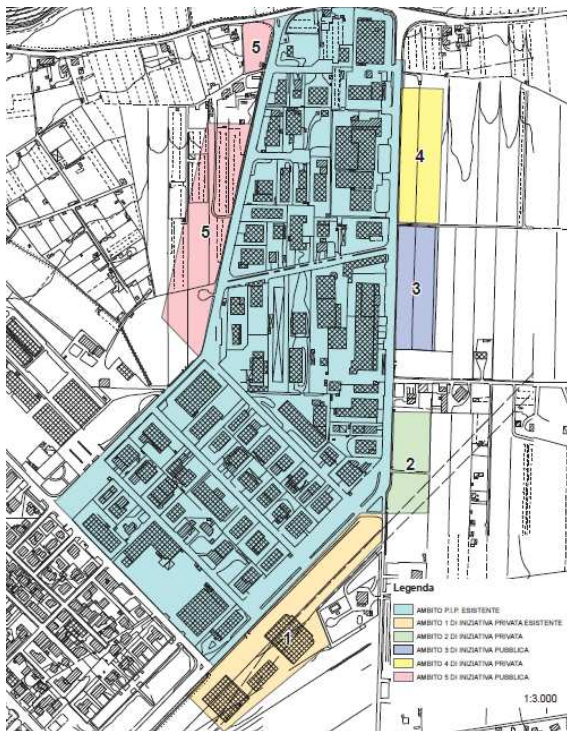 5
4
5
3
2
1
Legenda
AMBITO P.I.P. ESISTENTE
AMBITO 1 DI INIZIATIVA PRIVATA ESISTENTE
AMBITO 2 DI INIZIATIVA PRIVATA
AMBITO 3 DI INIZIATIVA PUBBLICA
AMBITO 4 DI INIZIATIVA PRIVATA
AMBITO 5 DI INIZIATIVA PUBBLICA
1:3.000